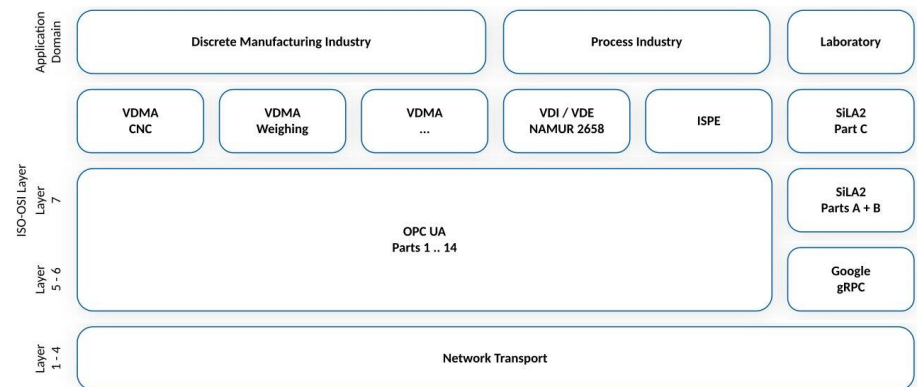 Application
Domain
Discrete Manufacturing Industry
Process Industry
Laboratory
VDMA
CNC
VDMA
Weighing
VDMA
...
VDI / VDE
NAMUR 2658
ISPE
SiLA2
Part C
ISO-OSI Layer
Layer
7
OPC UA
Parts 1 .. 14
SiLA2
Parts A + B
Layer
5 - 6
Google
gRPC
Layer
1 - 4
Network Transport